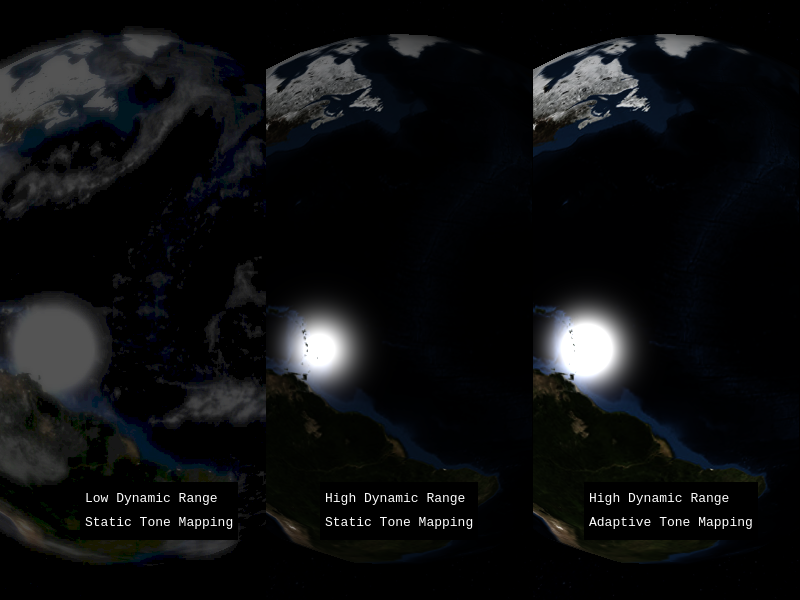 Low Dynamic Range
Static Tone Mapping
High Dynamic Range
Static Tone Mapping
High Dynamic Range
Adaptive Tone Mapping